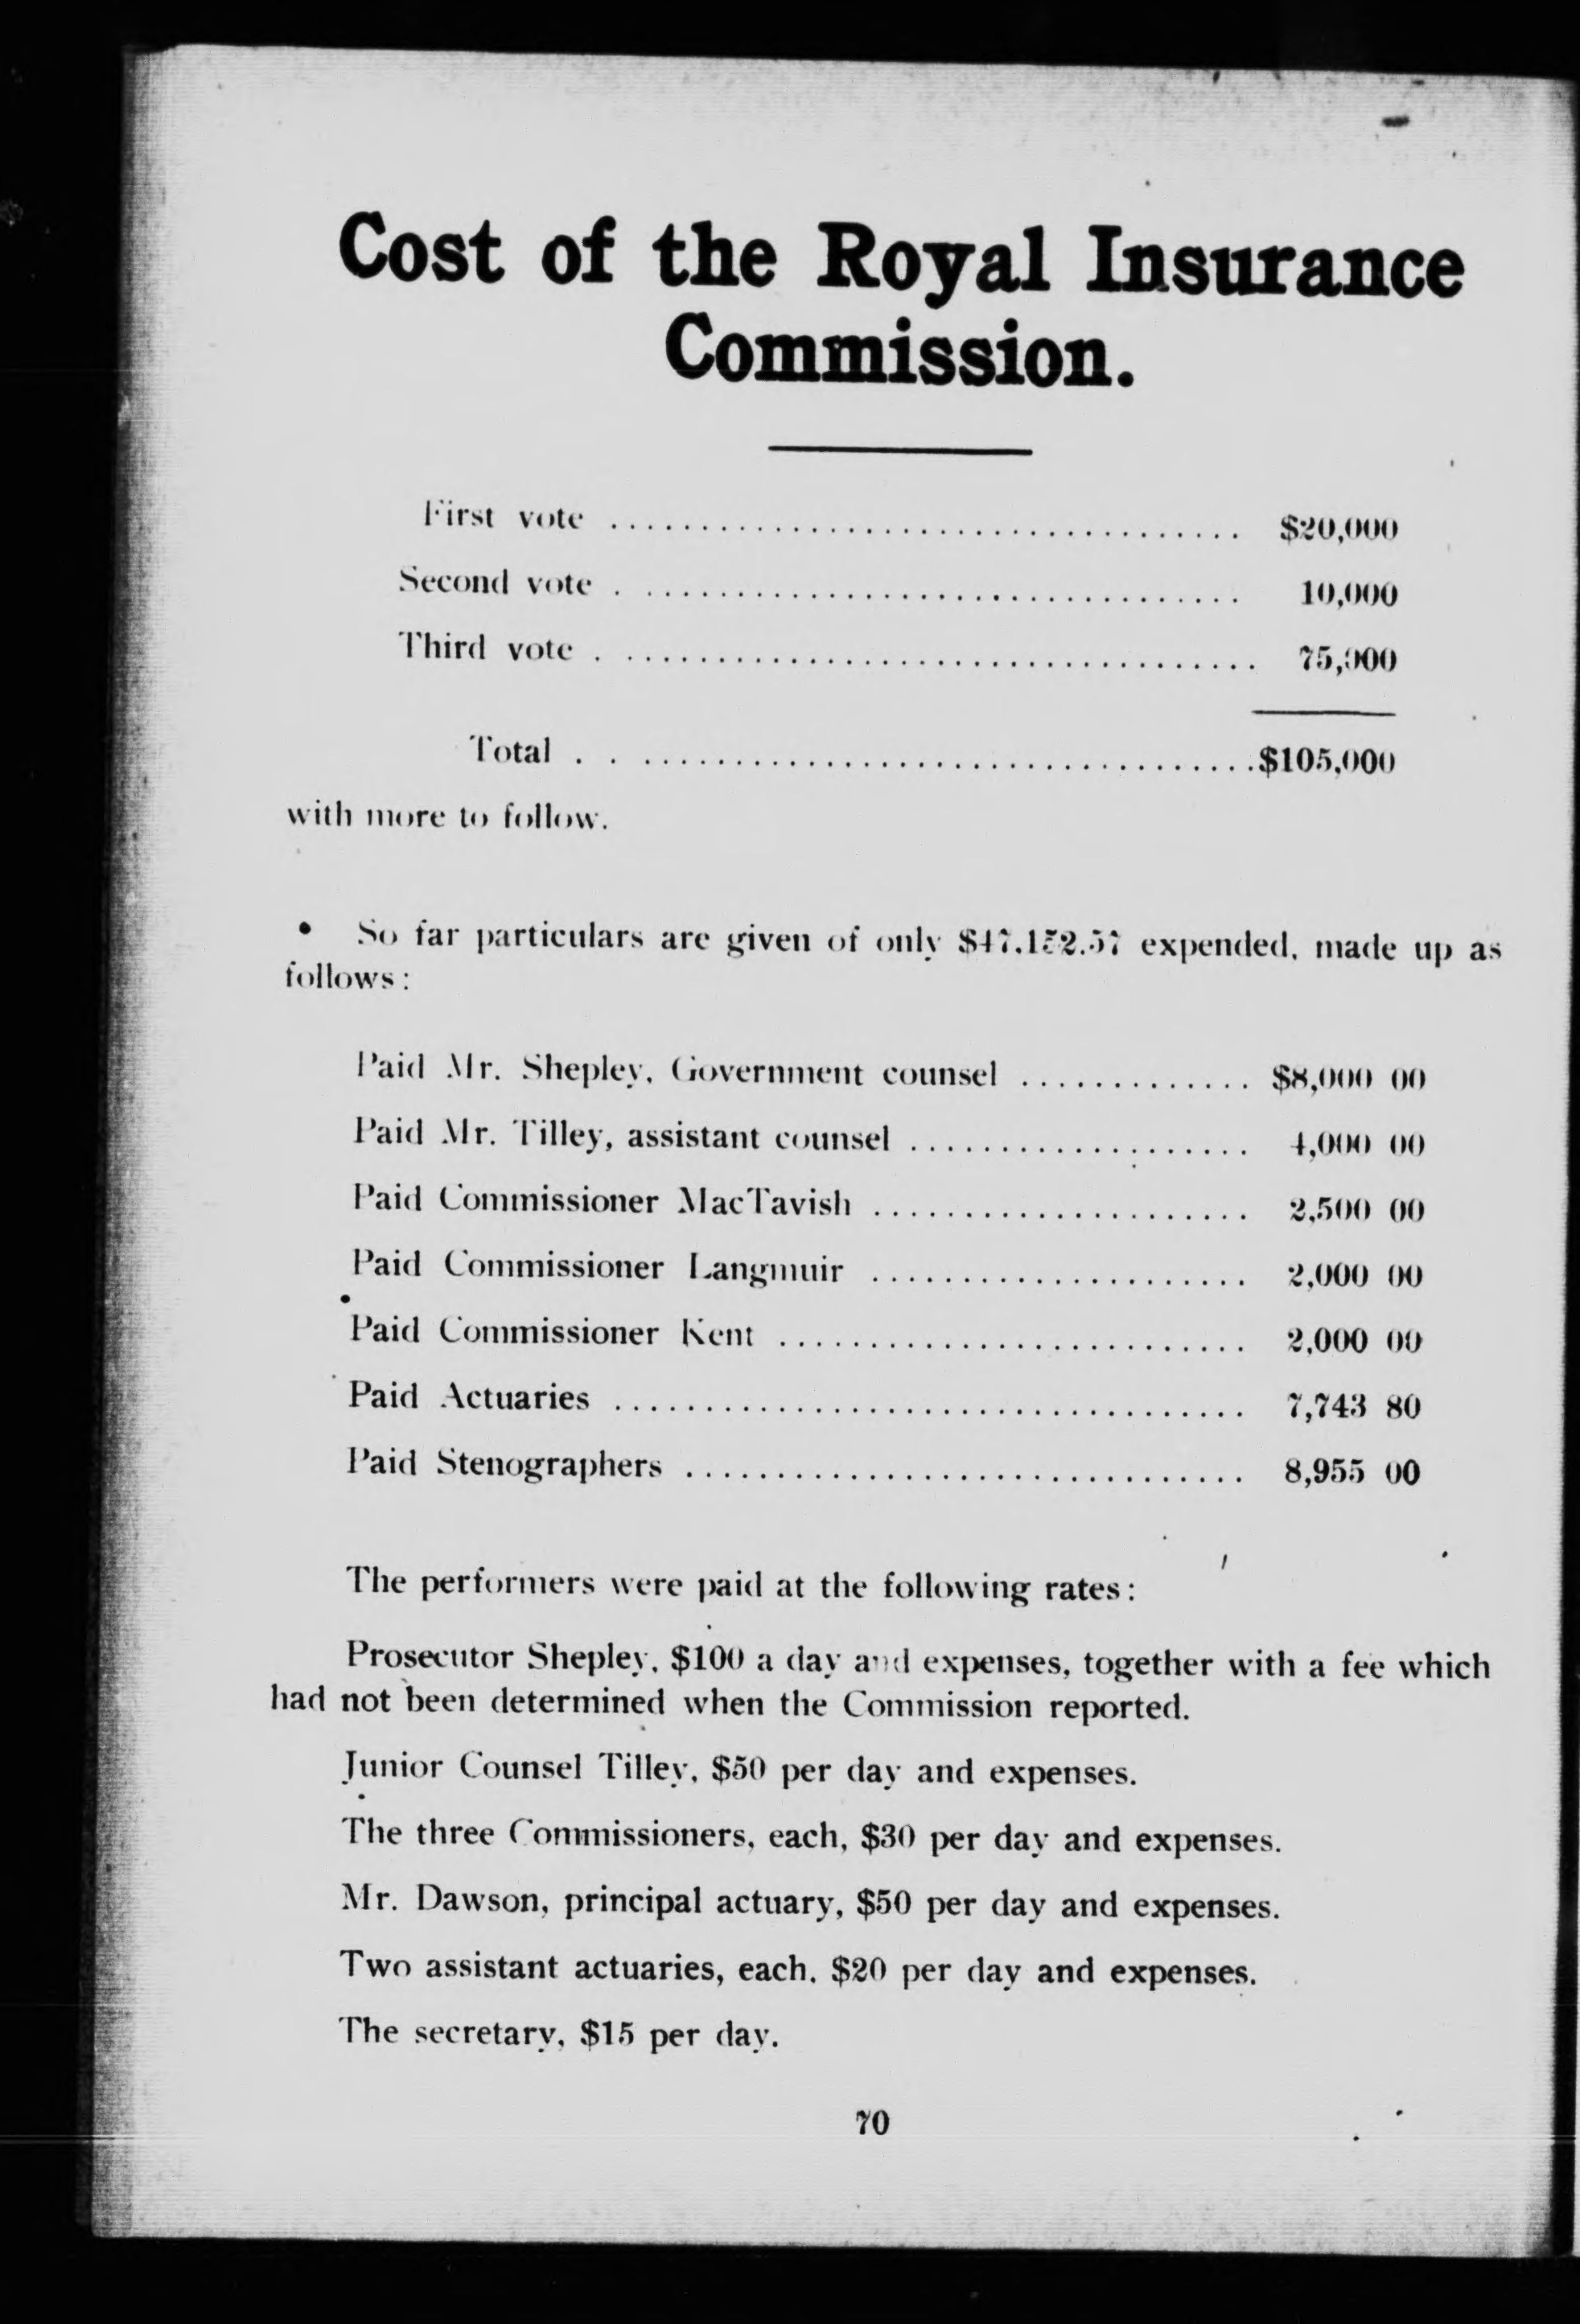 Cost of the Royal Insurance
Commission.
First vote ................................... $20,000
Second vote . ................................. 10,000
Third vote . ................................... 75,000
Total . . ..................................$105,000
with more to follow.
So far particulars are given of only expended, made up as
follows:
Paid Mr. Shepley, Government counsel ............. $8,000 00
Paid Mr. Tilley, assistant counsel ................... 4,000 00
Paid Commissioner MacTavish ..................... 2,500 00
Paid Commissioner Langmuir ..................... 2,000 00
Paid Commissioner Kent .......................... 2,000 00
Paid Actuaries ................................... 7,743 80
Paid Stenographers ............................... 8,955 00
The performers were paid at the following rates:
Prosecutor Shepley, $100 a day and expenses, together with a fee which
had not been determined when the Commission reported.
Junior Counsel Tilley, $50 per day and expenses.
The three Commissioners, each, $30 per day and expenses.
Mr. Dawson, principal actuary, $50 per day and expenses.
Two assistant actuaries, each, $20 per day and expenses.
The secretary, $15 per day.
70